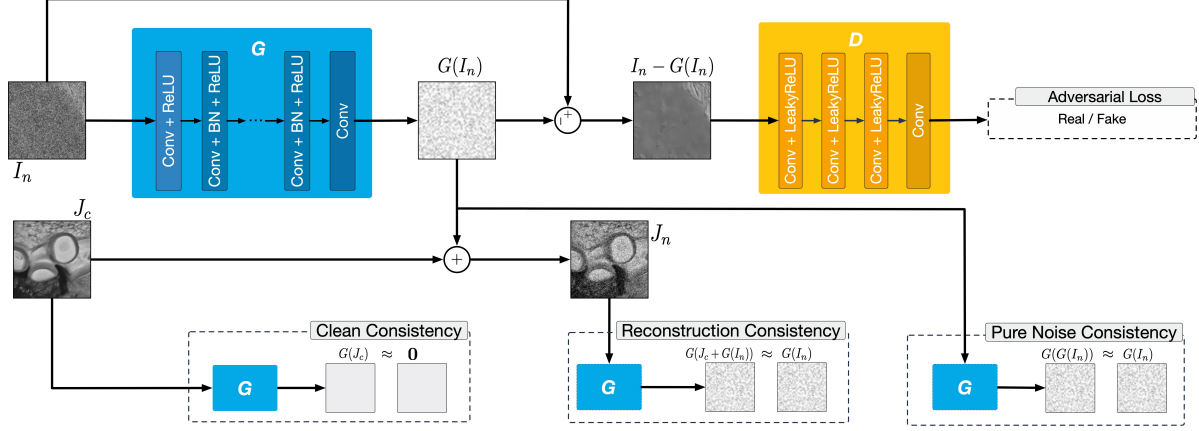 G
Conv + ReLU
Conv + BN + ReLU
....
Conv + BN + ReLU
Conv
I_n
G(I_n)
- +
I_n − G(I_n)
D
Conv + LeakyReLU
Conv + LeakyReLU
Conv + LeakyReLU
Conv
Adversarial Loss
Real / Fake
J_c
+
J_n
Clean Consistency
G(J_c) ≈ 0
G
Reconstruction Consistency
G(J_c + G(I_n)) ≈ G(I_n)
G
Pure Noise Consistency
G(G(I_n)) ≈ G(I_n)
G